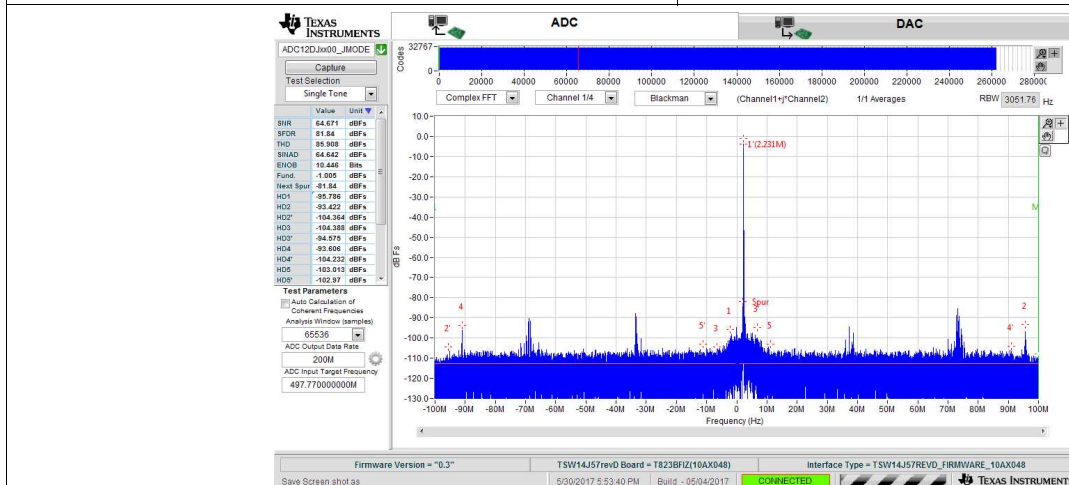 TEXAS INSTRUMENTS
ADC
DAC
ADC12DJxx00_JMODE
Capture
Test Selection
Single Tone
Value Unit
SNR 64.671 dBFs
SFDR 81.84 dBFs
THD 85.908 dBFs
SINAD 64.642 dBFs
ENOB 10.446 Bits
Fund. -1.005 dBFs
Next Spur -81.84 dBFs
HD1 -95.786 dBFs
HD2 -93.422 dBFs
HD2' -104.364 dBFs
HD3 -104.388 dBFs
HD3' -94.575 dBFs
HD4 -93.606 dBFs
HD4' -104.232 dBFs
HD5 -103.013 dBFs
HD5' -102.97 dBFs
Test Parameters
Auto Calculation of
Coherent Frequencies
Analysis Window (samples)
65536
ADC Output Data Rate
200M
ADC Input Target Frequency
497.770000000M
Codes
32767
0
0 20000 40000 60000 80000 100000 120000 140000 160000 180000 200000 220000 240000 260000
Complex FFT Channel 1/4 Blackman (Channel1+j*Channel2) 1/1 Averages RBW 3051.76 Hz
dB Fs
10.0
0.0
-10.0
-20.0
-30.0
-40.0
-50.0
-60.0
-70.0
-80.0
-90.0
-100.0
-110.0
-120.0
-130.0
1'(2.231M)
M
Spur
2' 4 5' 3 1 3' 5 4' 2
-100M -90M -80M -70M -60M -50M -40M -30M -20M -10M 0 10M 20M 30M 40M 50M 60M 70M 80M 90M 100M
Frequency (Hz)
Firmware Version = "0.3" TSW14J57revD Board = T823BFIZ(10AX048) Interface Type = TSW14J57REVD_FIRMWARE_10AX048
Save Screen shot as 5/30/2017 5:53:40 PM Build - 05/04/2017 CONNECTED TEXAS INSTRUMENTS